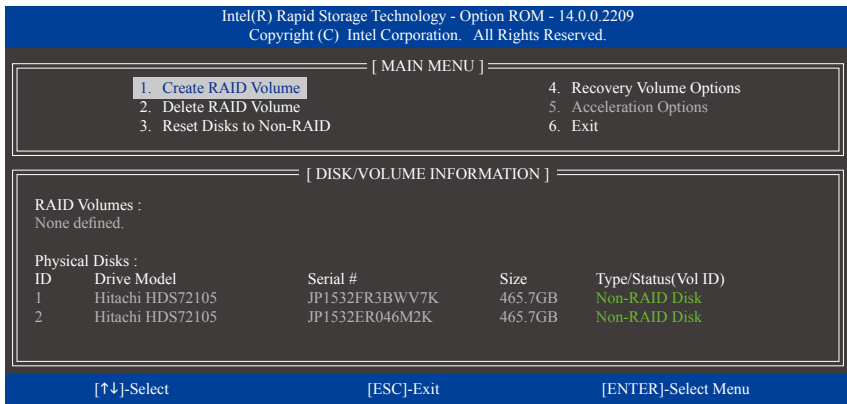 Intel(R) Rapid Storage Technology - Option ROM - 14.0.0.2209
Copyright (C) Intel Corporation. All Rights Reserved.
[ MAIN MENU ]
1. Create RAID Volume
2. Delete RAID Volume
3. Reset Disks to Non-RAID
4. Recovery Volume Options
5. Acceleration Options
6. Exit
[ DISK/VOLUME INFORMATION ]
RAID Volumes :
None defined.
Physical Disks :
ID Drive Model Serial # Size Type/Status(Vol ID)
1 Hitachi HDS72105 JP1532FR3BWV7K 465.7GB Non-RAID Disk
2 Hitachi HDS72105 JP1532ER046M2K 465.7GB Non-RAID Disk
[↑↓]-Select [ESC]-Exit [ENTER]-Select Menu